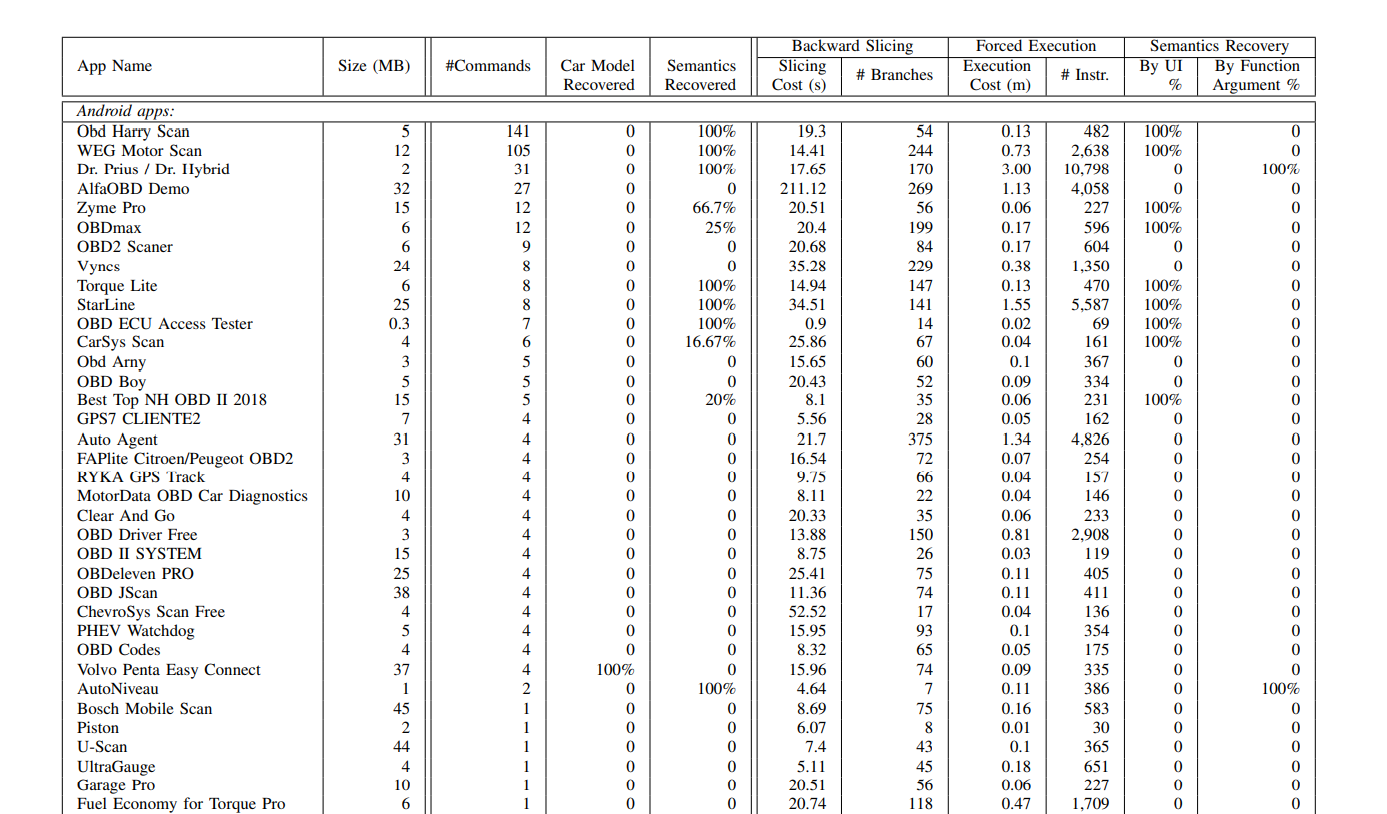 Backward Slicing Forced Execution Semantics Recovery
App Name Size (MB) #Commands Car Model Recovered Semantics Recovered Slicing Cost (s) # Branches Execution Cost (m) # Instr. By UI % By Function Argument %
Android apps:
Obd Harry Scan 5 141 0 100% 19.3 54 0.13 482 100% 0
WEG Motor Scan 12 105 0 100% 14.41 244 0.73 2,638 100% 0
Dr. Prius / Dr. Hybrid 2 31 0 100% 17.65 170 3.00 10,798 0 100%
AlfaOBD Demo 32 27 0 0 211.12 269 1.13 4,058 0 0
Zyme Pro 15 12 0 66.7% 20.51 56 0.06 227 100% 0
OBDmax 6 12 0 25% 20.4 199 0.17 596 100% 0
OBD2 Scaner 6 9 0 0 20.68 84 0.17 604 0 0
Vyncs 24 8 0 0 35.28 229 0.38 1,350 0 0
Torque Lite 6 8 0 100% 14.94 147 0.13 470 100% 0
StarLine 25 8 0 100% 34.51 141 1.55 5,587 100% 0
OBD ECU Access Tester 0.3 7 0 100% 0.9 14 0.02 69 100% 0
CarSys Scan 4 6 0 16.67% 25.86 67 0.04 161 100% 0
Obd Arny 3 5 0 0 15.65 60 0.1 367 0 0
OBD Boy 5 5 0 0 20.43 52 0.09 334 0 0
Best Top NH OBD II 2018 15 5 0 20% 8.1 35 0.06 231 100% 0
GPS7 CLIENTE2 7 4 0 0 5.56 28 0.05 162 0 0
Auto Agent 31 4 0 0 21.7 375 1.34 4,826 0 0
FAPlite Citroen/Peugeot OBD2 3 4 0 0 16.54 72 0.07 254 0 0
RYKA GPS Track 4 4 0 0 9.75 66 0.04 157 0 0
MotorData OBD Car Diagnostics 10 4 0 0 8.11 22 0.04 146 0 0
Clear And Go 4 4 0 0 20.33 35 0.06 233 0 0
OBD Driver Free 3 4 0 0 13.88 150 0.81 2,908 0 0
OBD II SYSTEM 15 4 0 0 8.75 26 0.03 119 0 0
OBDeleven PRO 25 4 0 0 25.41 75 0.11 405 0 0
OBD JScan 38 4 0 0 11.36 74 0.11 411 0 0
ChevroSys Scan Free 4 4 0 0 52.52 17 0.04 136 0 0
PHEV Watchdog 5 4 0 0 15.95 93 0.1 354 0 0
OBD Codes 4 4 0 0 8.32 65 0.05 175 0 0
Volvo Penta Easy Connect 37 4 100% 0 15.96 74 0.09 335 0 0
AutoNiveau 1 2 0 100% 4.64 7 0.11 386 0 100%
Bosch Mobile Scan 45 1 0 0 8.69 75 0.16 583 0 0
Piston 2 1 0 0 6.07 8 0.01 30 0 0
U-Scan 44 1 0 0 7.4 43 0.1 365 0 0
UltraGauge 4 1 0 0 5.11 45 0.18 651 0 0
Garage Pro 10 1 0 0 20.51 56 0.06 227 0 0
Fuel Economy for Torque Pro 6 1 0 0 20.74 118 0.47 1,709 0 0